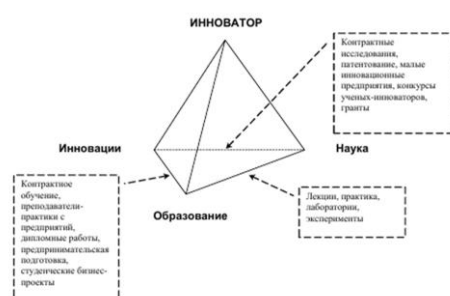 ИННОВАТОР
Контрактные
исследования,
патентование, малые
инновационные
предприятия, конкурсы
ученых-инноваторов,
гранты
Инновации
Наука
Контрактное
обучение,
преподаватели-
практики с
предприятий,
дипломные работы,
предпринимательская
подготовка,
студенческие бизнес-
проекты
Образование
Лекции, практика,
лаборатории,
эксперименты